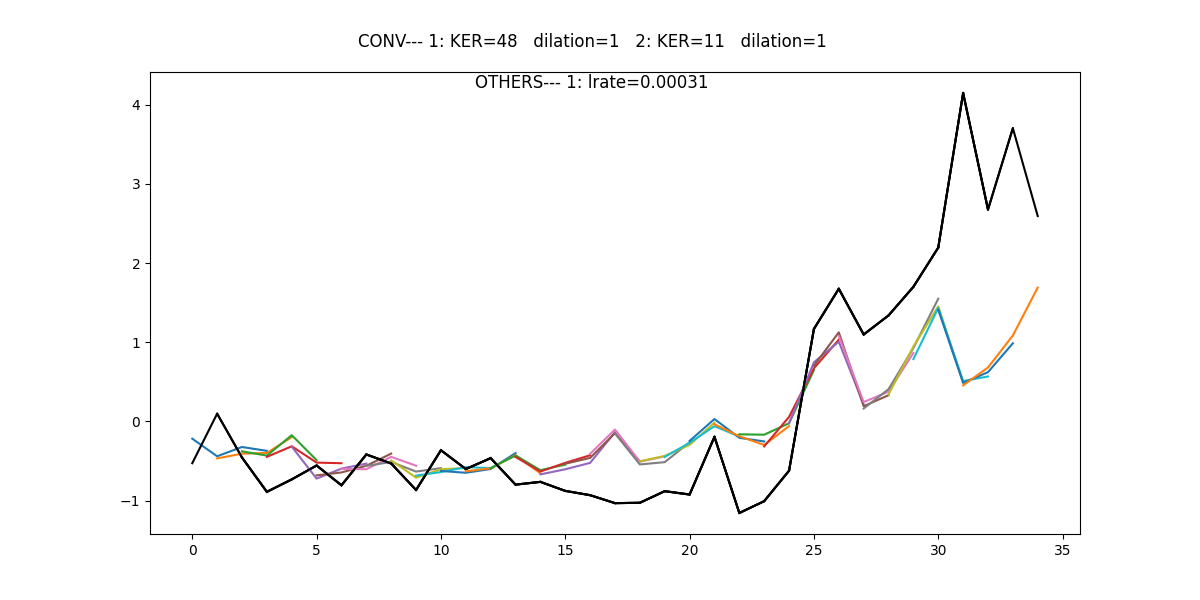 CONV--- 1: KER=48   dilation=1   2: KER=11   dilation=1
OTHERS--- 1: lrate=0.00031
4
3
2
1
0
−1
0 5 10 15 20 25 30 35